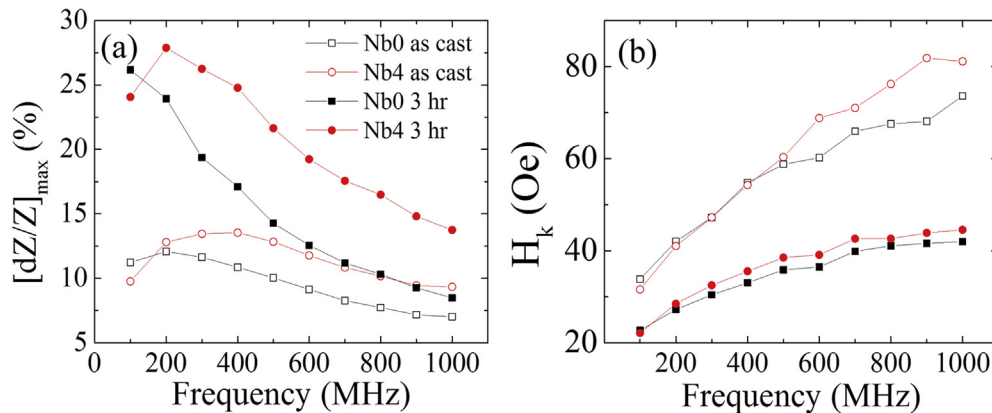 (a)
Nb0 as cast
Nb4 as cast
Nb0 3 hr
Nb4 3 hr
[dZ/Z]max (%)
30
25
20
15
10
5
0 200 400 600 800 1000
Frequency (MHz)
(b)
H_k (Oe)
80
60
40
20
200 400 600 800 1000
Frequency (MHz)